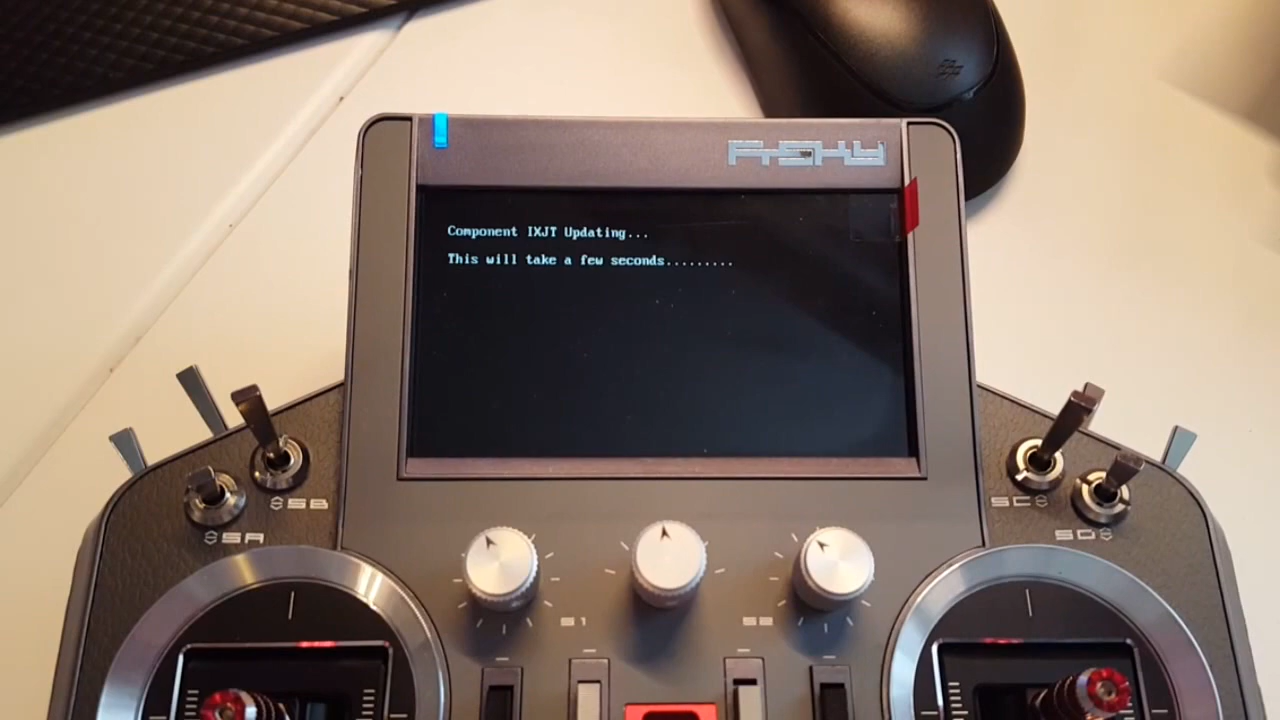 FrSKY
Component IXJT Updating...
This will take a few seconds.........
SB
SA
SC
SD
S1
S2